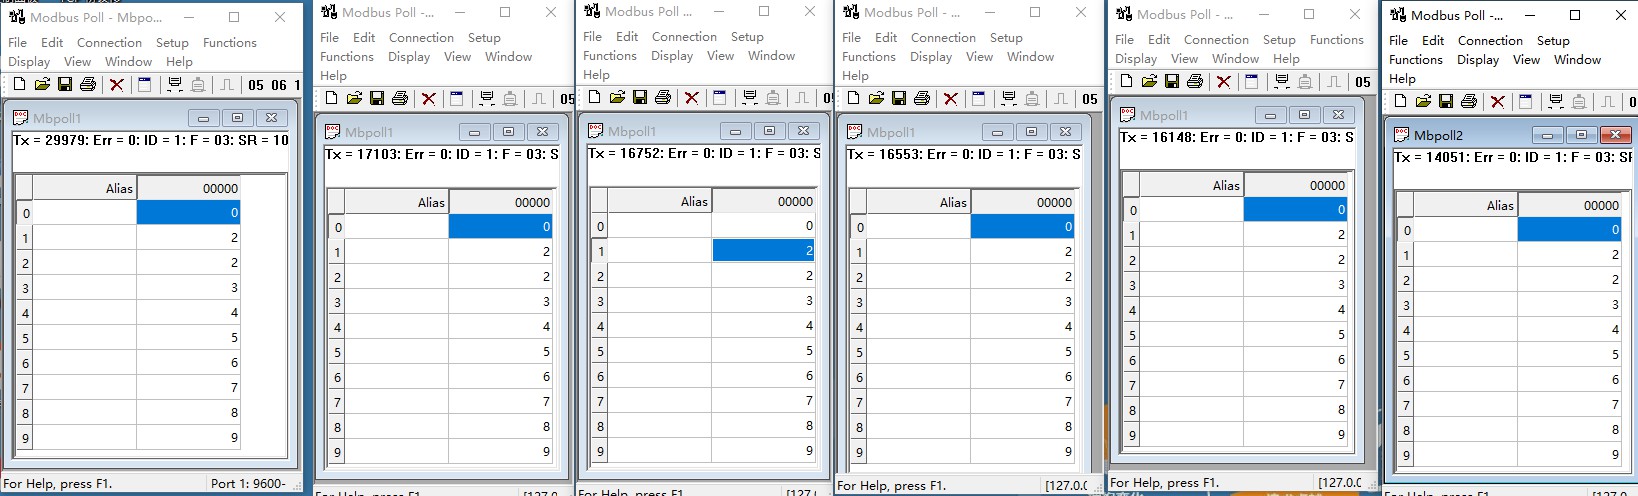 Modbus Poll - Mbpo...
File Edit Connection Setup Functions
Display View Window Help
05 06 1
Mbpoll1
Tx = 29979: Err = 0: ID = 1: F = 03: SR = 10
Alias 00000
0 0
1 2
2 2
3 3
4 4
5 5
6 6
7 7
8 8
9 9
For Help, press F1. Port 1: 9600-
Modbus Poll -...
File Edit Connection Setup
Functions Display View Window
Help
05
Mbpoll1
Tx = 17103: Err = 0: ID = 1: F = 03: S
Alias 00000
0 0
1 2
2 2
3 3
4 4
5 5
6 6
7 7
8 8
9 9
For Help, press F1. [127.0
Modbus Poll ...
File Edit Connection Setup
Functions Display View Window
Help
Mbpoll1
Tx = 16752: Err = 0: ID = 1: F = 03: S
Alias 00000
0 0
1 2
2 2
3 3
4 4
5 5
6 6
7 7
8 8
9 9
For Help, press F1. [127.(
Modbus Poll -...
File Edit Connection Setup
Functions Display View Window
Help
05
Mbpoll1
Tx = 16553: Err = 0: ID = 1: F = 03: S
Alias 00000
0 0
1 2
2 2
3 3
4 4
5 5
6 6
7 7
8 8
9 9
For Help, press F1. [127.0.0
Modbus Poll - ...
File Edit Connection Setup Functions
Display View Window Help
05
Mbpoll1
Tx = 16148: Err = 0: ID = 1: F = 03: S
Alias 00000
0 0
1 2
2 2
3 3
4 4
5 5
6 6
7 7
8 8
9 9
For Help, press F1. [127.0.0
Modbus Poll -...
File Edit Connection Setup
Functions Display View Window
Help
0
Mbpoll2
Tx = 14051: Err = 0: ID = 1: F = 03: S
Alias 00000
0 0
1 2
2 2
3 3
4 4
5 5
6 6
7 7
8 8
9 9
For Help, press F1. [127.0.